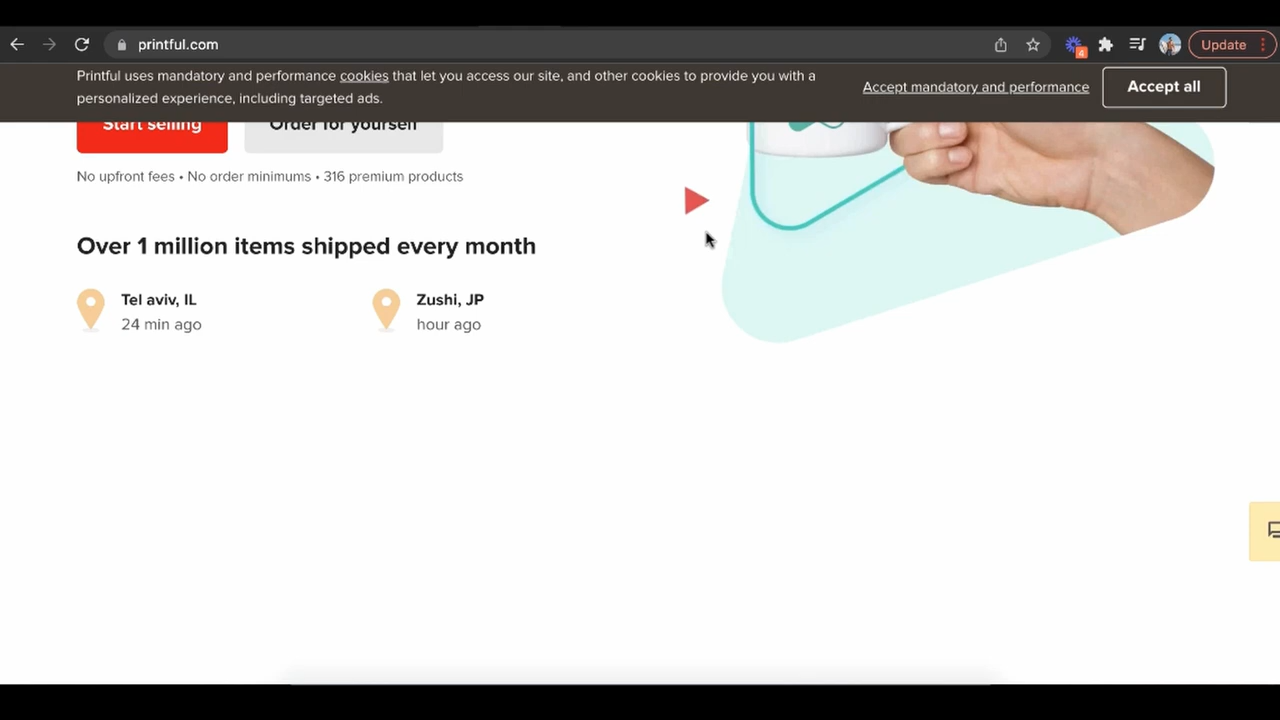 printful.com
Update
4
Printful uses mandatory and performance cookies that let you access our site, and other cookies to provide you with a
personalized experience, including targeted ads.
Accept mandatory and performance
Accept all
Start selling
Order for yourself
No upfront fees • No order minimums • 316 premium products
Over 1 million items shipped every month
Tel aviv, IL
24 min ago
Zushi, JP
hour ago